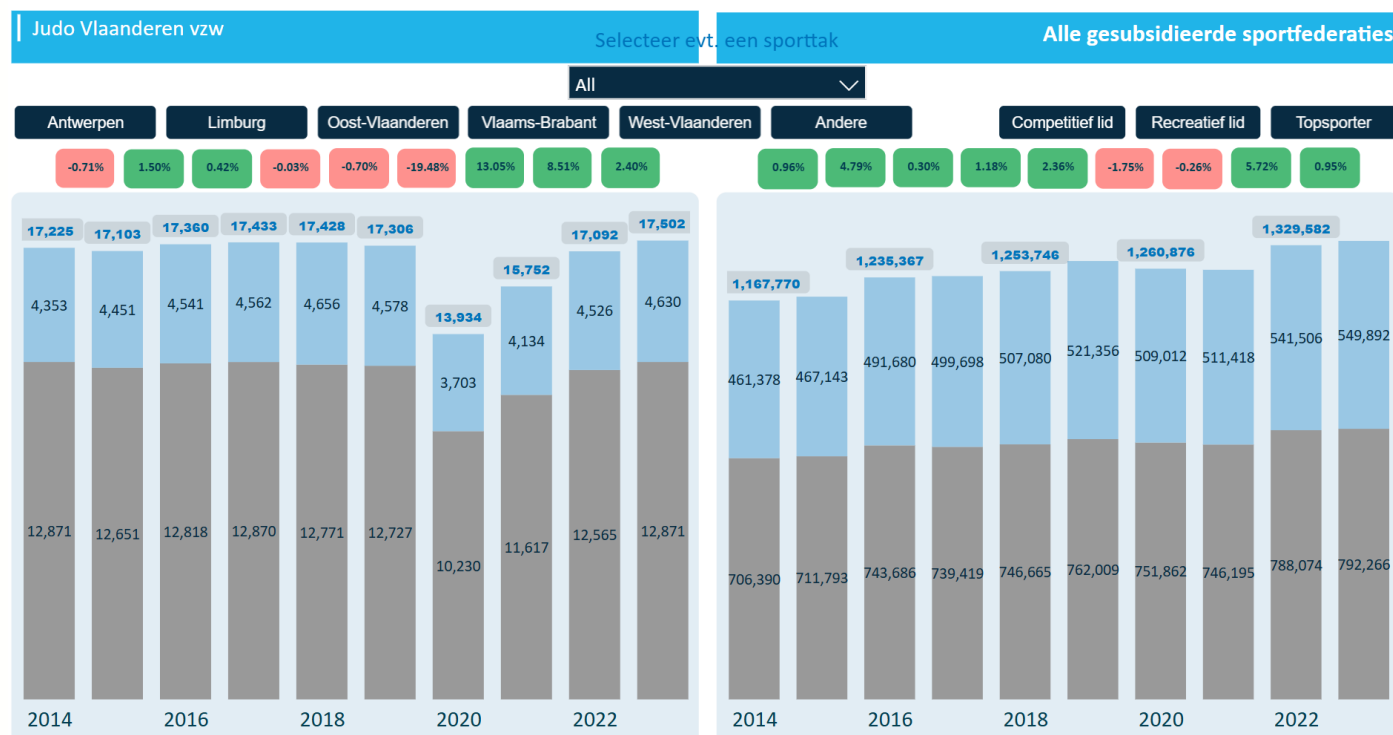 Judo Vlaanderen vzw
Selecteer evt. een sporttak
Alle gesubsidieerde sportfederaties
All
Antwerpen Limburg Oost-Vlaanderen Vlaams-Brabant West-Vlaanderen Andere Competitief lid Recreatief lid Topsporter
-0.71% 1.50% 0.42% -0.03% -0.70% -19.48% 13.05% 8.51% 2.40%
0.96% 4.79% 0.30% 1.18% 2.36% -1.75% -0.26% 5.72% 0.95%
17,225 17,103 17,360 17,433 17,428 17,306 13,934 15,752 17,092 17,502
4,353 4,451 4,541 4,562 4,656 4,578 3,703 4,134 4,526 4,630
12,871 12,651 12,818 12,870 12,771 12,727 10,230 11,617 12,565 12,871
2014 2016 2018 2020 2022
1,167,770 1,235,367 1,253,746 1,260,876 1,329,582
461,378 467,143 491,680 499,698 507,080 521,356 509,012 511,418 541,506 549,892
706,390 711,793 743,686 739,419 746,665 762,009 751,862 746,195 788,074 792,266
2014 2016 2018 2020 2022